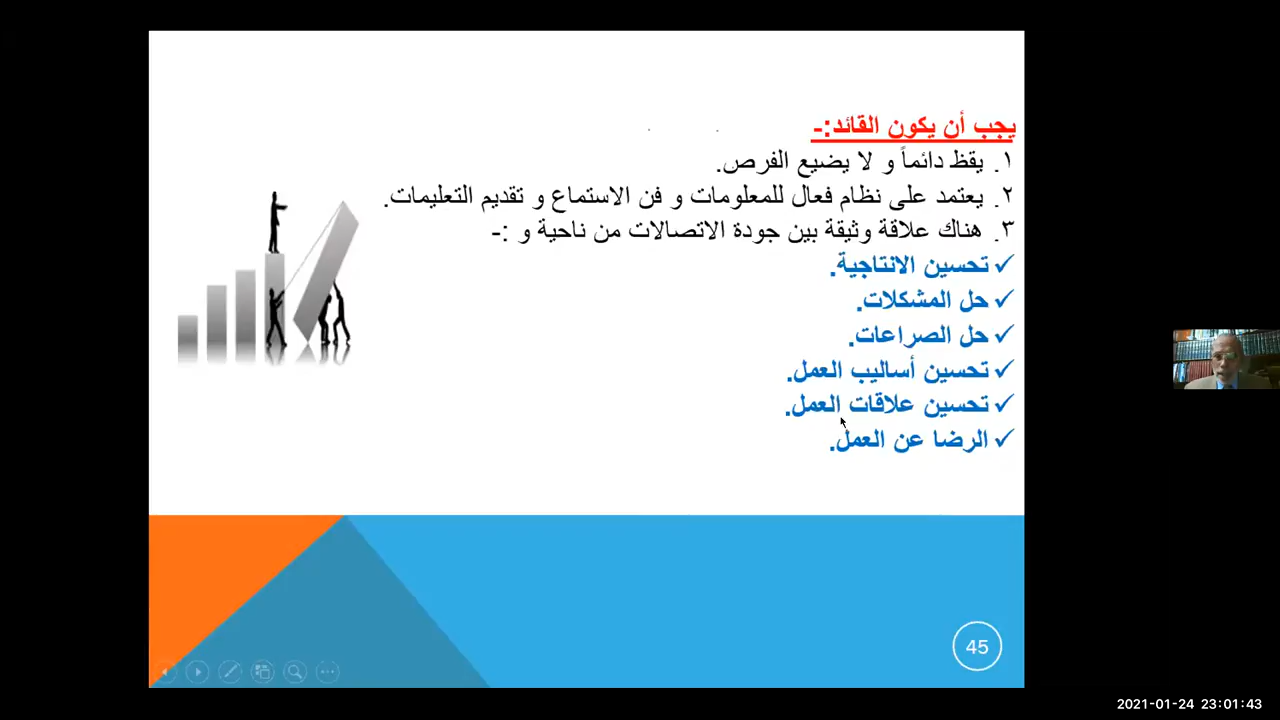 يجب أن يكون القائد:-
١. يقظ دائماً و لا يضيع الفرص.
٢. يعتمد على نظام فعال للمعلومات و فن الاستماع و تقديم التعليمات.
٣. هناك علاقة وثيقة بين جودة الاتصالات من ناحية و :-
✓ تحسين الانتاجية.
✓ حل المشكلات.
✓ حل الصراعات.
✓ تحسين أساليب العمل.
✓ تحسين علاقات العمل.
✓ الرضا عن العمل.
45
2021-01-24 23:01:43